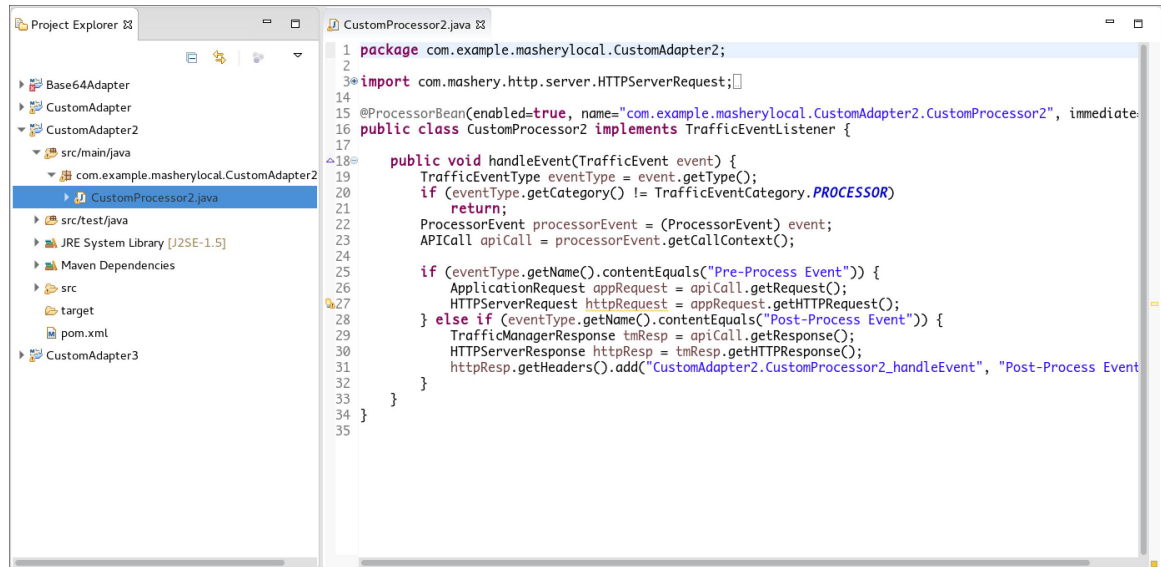 Project Explorer
Base64Adapter
CustomAdapter
CustomAdapter2
src/main/java
com.example.masherylocal.CustomAdapter2
CustomProcessor2.java
src/test/java
JRE System Library [J2SE-1.5]
Maven Dependencies
src
target
pom.xml
CustomAdapter3
CustomProcessor2.java
1 package com.example.masherylocal.CustomAdapter2;
2
3 import com.mashery.http.server.HTTPServerRequest;
14
15 @ProcessorBean(enabled=true, name="com.example.masherylocal.CustomAdapter2.CustomProcessor2", immediate
16 public class CustomProcessor2 implements TrafficEventListener {
17
18     public void handleEvent(TrafficEvent event) {
19         TrafficEventType eventType = event.getType();
20         if (eventType.getCategory() != TrafficEventCategory.PROCESSOR)
21             return;
22         ProcessorEvent processorEvent = (ProcessorEvent) event;
23         APICall apiCall = processorEvent.getCallContext();
24
25         if (eventType.getName().contentEquals("Pre-Process Event")) {
26             ApplicationRequest appRequest = apiCall.getRequest();
27             HTTPServerRequest httpRequest = appRequest.getHTTPRequest();
28         } else if (eventType.getName().contentEquals("Post-Process Event")) {
29             TrafficManagerResponse tmResp = apiCall.getResponse();
30             HTTPServerResponse httpResp = tmResp.getHTTPResponse();
31             httpResp.getHeaders().add("CustomAdapter2.CustomProcessor2_handleEvent", "Post-Process Event
32         }
33     }
34 }
35